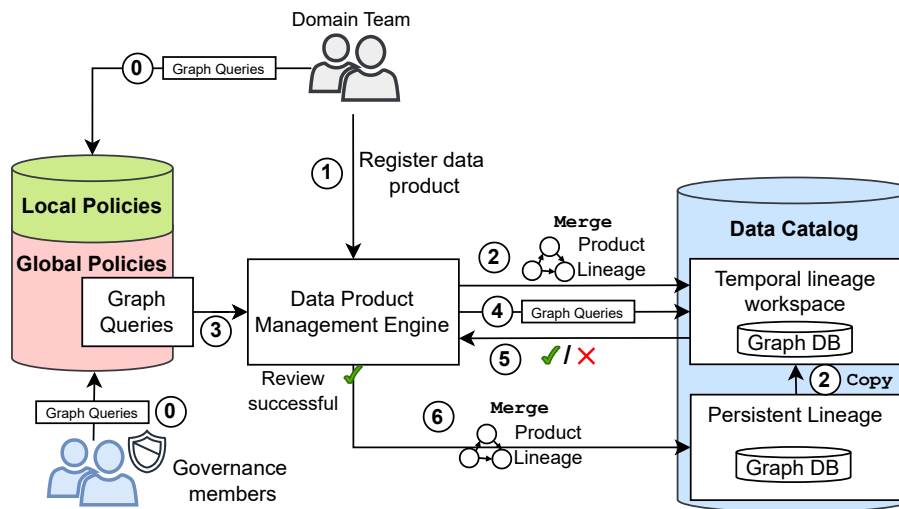 Domain Team
0
Graph Queries
1
Register data
product
Local Policies
Global Policies
Graph
Queries
3
Data Product
Management Engine
2
Merge
Product
Lineage
4
Graph Queries
5
/
Data Catalog
Temporal lineage
workspace
Graph DB
2 Copy
Persistent Lineage
Graph DB
Review
successful
6
Merge
Product
Lineage
Graph Queries
0
Governance
members